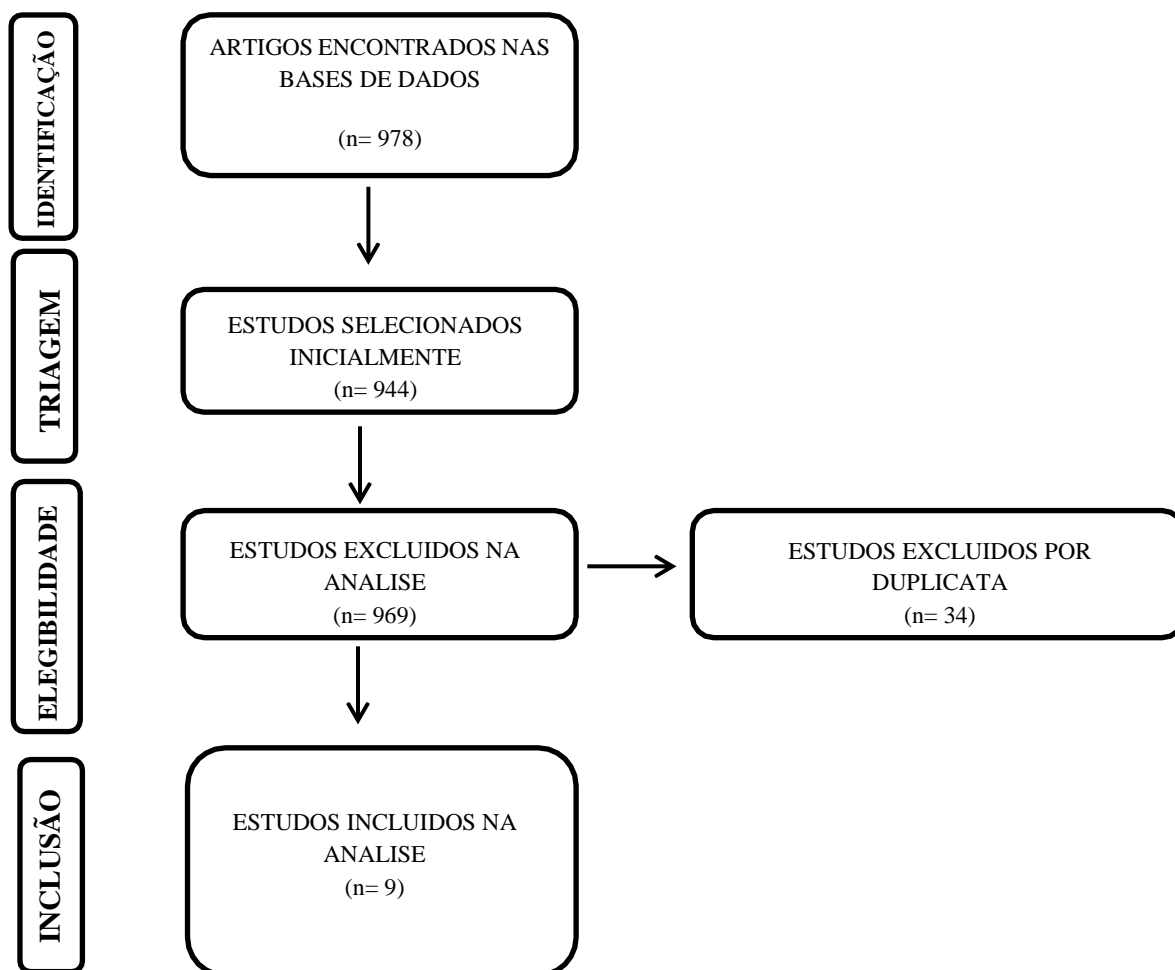 IDENTIFICAÇÃO
ARTIGOS ENCONTRADOS NAS
BASES DE DADOS
(n= 978)
TRIAGEM
ESTUDOS SELECIONADOS
INICIALMENTE
(n= 944)
ELEGIBILIDADE
ESTUDOS EXCLUIDOS NA
ANALISE
(n= 969)
ESTUDOS EXCLUIDOS POR
DUPLICATA
(n= 34)
INCLUSÃO
ESTUDOS INCLUIDOS NA
ANALISE
(n= 9)